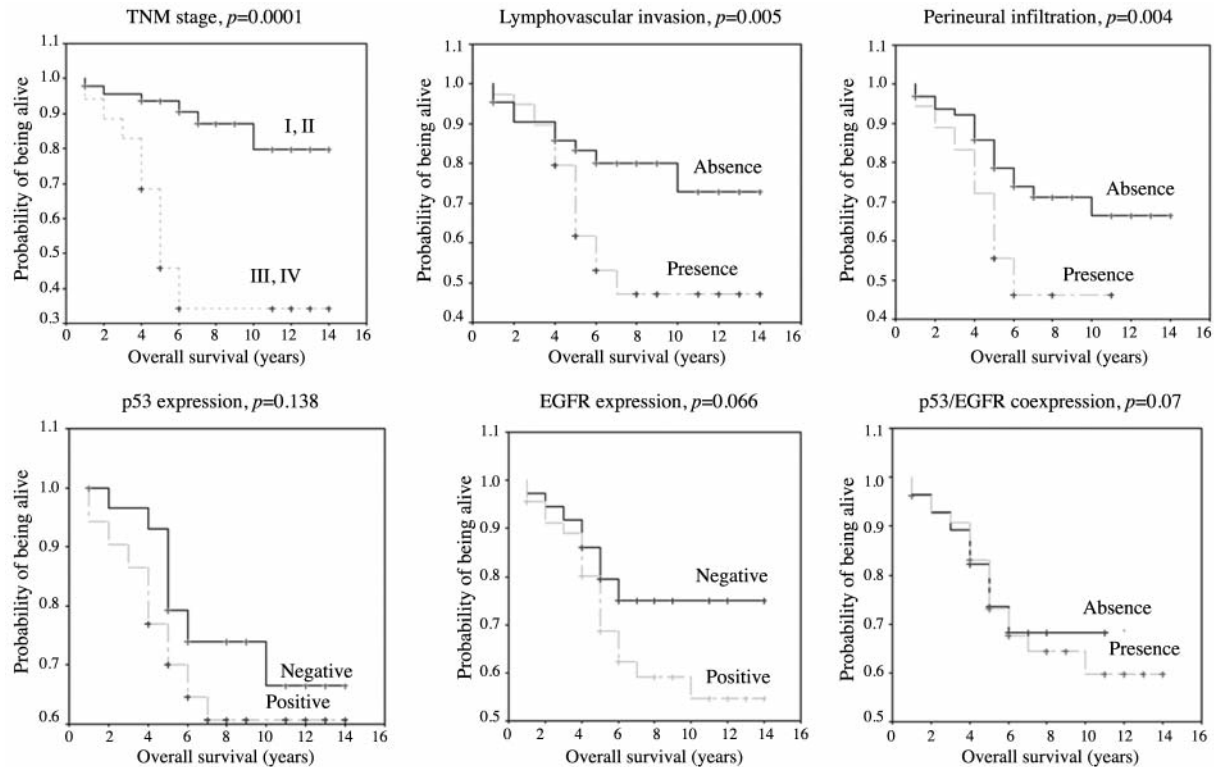 TNM stage, p=0.0001
Probability of being alive
1.1
1.0
0.9
0.8
0.7
0.6
0.5
0.4
0.3
I, II
III, IV
0 2 4 6 8 10 12 14 16
Overall survival (years)
Lymphovascular invasion, p=0.005
Probability of being alive
1.1
1.0
0.9
0.8
0.7
0.6
0.5
0.4
Absence
Presence
0 2 4 6 8 10 12 14 16
Overall survival (years)
Perineural infiltration, p=0.004
Probability of being alive
1.1
1.0
0.9
0.8
0.7
0.6
0.5
0.4
Absence
Presence
0 2 4 6 8 10 12 14 16
Overall survival (years)
p53 expression, p=0.138
Probability of being alive
1.1
1.0
0.9
0.8
0.7
0.6
Negative
Positive
0 2 4 6 8 10 12 14 16
Overall survival (years)
EGFR expression, p=0.066
Probability of being alive
1.1
1.0
0.9
0.8
0.7
0.6
0.5
Negative
Positive
0 2 4 6 8 10 12 14 16
Overall survival (years)
p53/EGFR coexpression, p=0.07
Probability of being alive
1.1
1.0
0.9
0.8
0.7
0.6
0.5
Absence
Presence
0 2 4 6 8 10 12 14 16
Overall survival (years)